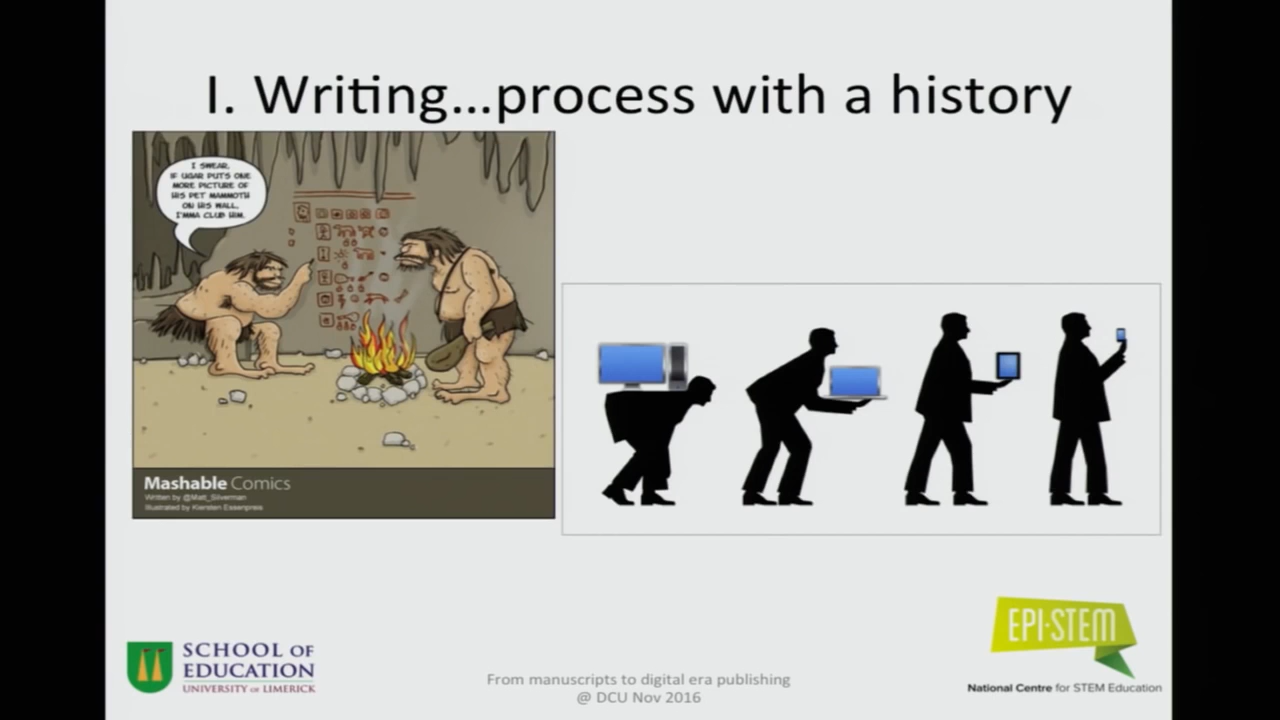 I. Writing...process with a history
I SWEAR,
IF UGAR PUTS ONE
MORE PICTURE OF
HIS PET MAMMOTH
ON HIS WALL,
I'MMA CLUB HIM.
Mashable Comics
Written by @Matt_Silverman
Illustrated by Kiersten Essenpreis
SCHOOL OF
EDUCATION
UNIVERSITY OF LIMERICK
From manuscripts to digital era publishing
@ DCU Nov 2016
EPI·STEM
National Centre for STEM Education